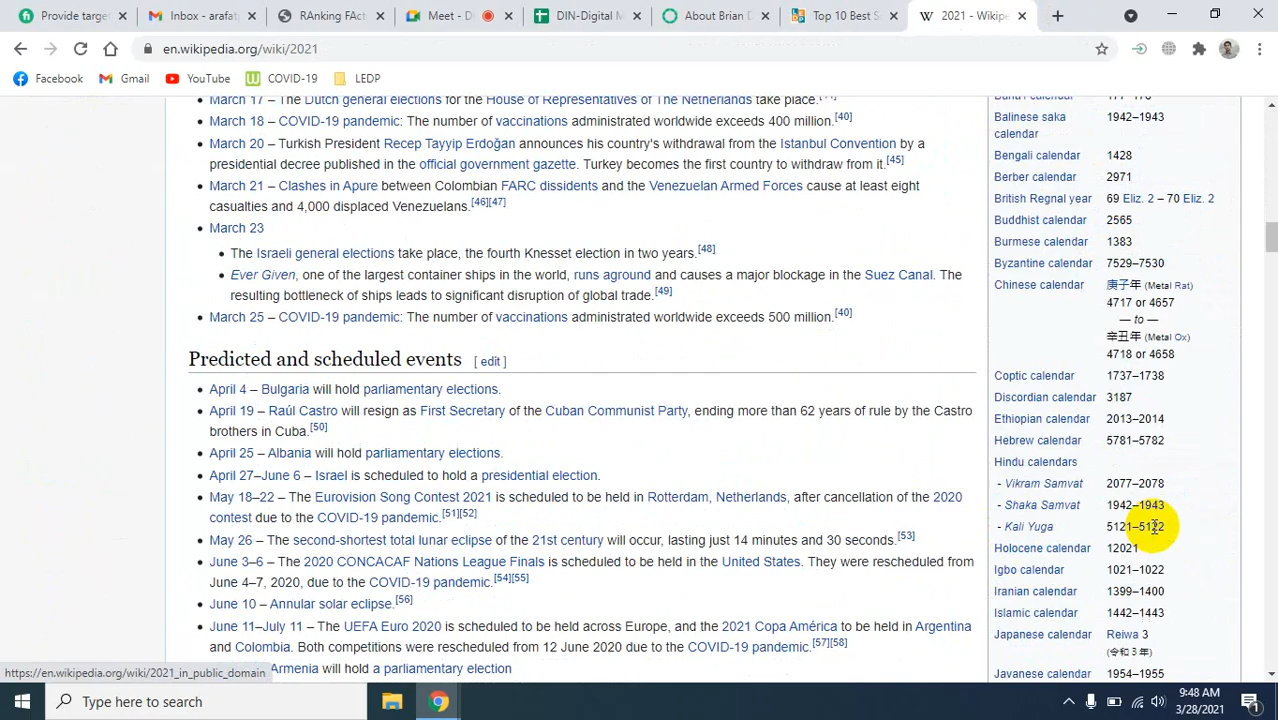 Provide target
Inbox - arafatp
RAnking FAct
Meet - D
DIN-Digital M
About Brian D
Top 10 Best S
2021 - Wikipe
en.wikipedia.org/wiki/2021
Facebook
Gmail
YouTube
COVID-19
LEDP
March 17 – The Dutch general elections for the House of Representatives of The Netherlands take place.
March 18 – COVID-19 pandemic: The number of vaccinations administrated worldwide exceeds 400 million.[40]
March 20 – Turkish President Recep Tayyip Erdoğan announces his country's withdrawal from the Istanbul Convention by a
presidential decree published in the official government gazette. Turkey becomes the first country to withdraw from it.[45]
March 21 – Clashes in Apure between Colombian FARC dissidents and the Venezuelan Armed Forces cause at least eight
casualties and 4,000 displaced Venezuelans.[46][47]
March 23
The Israeli general elections take place, the fourth Knesset election in two years.[48]
Ever Given, one of the largest container ships in the world, runs aground and causes a major blockage in the Suez Canal. The
resulting bottleneck of ships leads to significant disruption of global trade.[49]
March 25 – COVID-19 pandemic: The number of vaccinations administrated worldwide exceeds 500 million.[40]
Predicted and scheduled events [ edit ]
April 4 – Bulgaria will hold parliamentary elections.
April 19 – Raúl Castro will resign as First Secretary of the Cuban Communist Party, ending more than 62 years of rule by the Castro
brothers in Cuba.[50]
April 25 – Albania will hold parliamentary elections.
April 27–June 6 – Israel is scheduled to hold a presidential election.
May 18–22 – The Eurovision Song Contest 2021 is scheduled to be held in Rotterdam, Netherlands, after cancellation of the 2020
contest due to the COVID-19 pandemic.[51][52]
May 26 – The second-shortest total lunar eclipse of the 21st century will occur, lasting just 14 minutes and 30 seconds.[53]
June 3–6 – The 2020 CONCACAF Nations League Finals is scheduled to be held in the United States. They were rescheduled from
June 4–7, 2020, due to the COVID-19 pandemic.[54][55]
June 10 – Annular solar eclipse.[56]
June 11–July 11 – The UEFA Euro 2020 is scheduled to be held across Europe, and the 2021 Copa América to be held in Argentina
and Colombia. Both competitions were rescheduled from 12 June 2020 due to the COVID-19 pandemic.[57][58]
Armenia will hold a parliamentary election
Balinese saka 1942–1943
calendar
Bengali calendar 1428
Berber calendar 2971
British Regnal year 69 Eliz. 2 – 70 Eliz. 2
Buddhist calendar 2565
Burmese calendar 1383
Byzantine calendar 7529–7530
Chinese calendar 庚子年 (Metal Rat)
4717 or 4657
— to —
辛丑年 (Metal Ox)
4718 or 4658
Coptic calendar 1737–1738
Discordian calendar 3187
Ethiopian calendar 2013–2014
Hebrew calendar 5781–5782
Hindu calendars
- Vikram Samvat 2077–2078
- Shaka Samvat 1942–1943
- Kali Yuga 5121–5122
Holocene calendar 12021
Igbo calendar 1021–1022
Iranian calendar 1399–1400
Islamic calendar 1442–1443
Japanese calendar Reiwa 3
(令和3年)
Javanese calendar 1954–1955
https://en.wikipedia.org/wiki/2021_in_public_domain
Type here to search
9:48 AM
3/28/2021
1